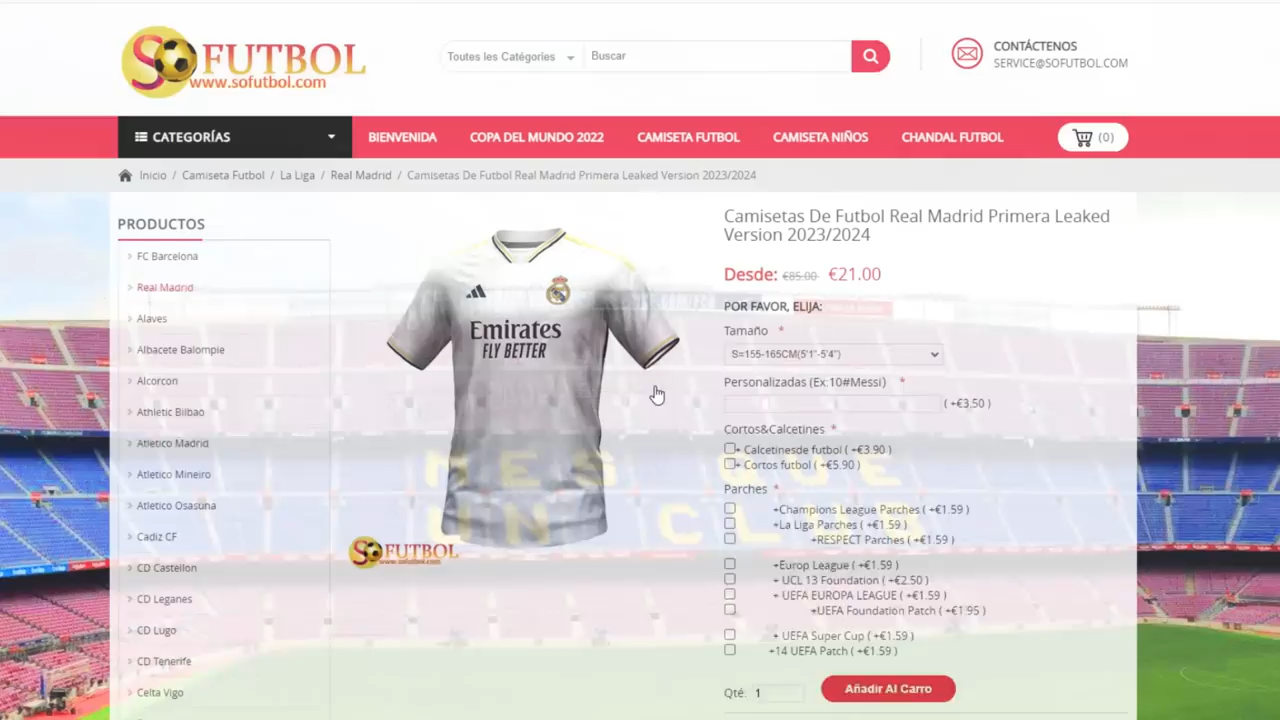 SOFUTBOL
www.sofutbol.com
Toutes les Catégories
Buscar
CONTÁCTENOS
SERVICE@SOFUTBOL.COM
CATEGORÍAS
BIENVENIDA
COPA DEL MUNDO 2022
CAMISETA FUTBOL
CAMISETA NIÑOS
CHANDAL FUTBOL
(0)
Inicio / Camiseta Futbol / La Liga / Real Madrid / Camisetas De Futbol Real Madrid Primera Leaked Version 2023/2024
PRODUCTOS
FC Barcelona
Real Madrid
Alaves
Albacete Balompie
Alcorcon
Athletic Bilbao
Atletico Madrid
Atletico Mineiro
Atletico Osasuna
Cadiz CF
CD Castellon
CD Leganes
CD Lugo
CD Tenerife
Celta Vigo
Emirates
FLY BETTER
SOFUTBOL
www.sofutbol.com
MES QUE
UN CLUB
Camisetas De Futbol Real Madrid Primera Leaked
Version 2023/2024
Desde: €85.00 €21.00
POR FAVOR, ELIJA:
Tamaño *
S=155-165CM(5'1"-5'4")
Personalizadas (Ex:10#Messi) *
( +€3.50 )
Cortos&Calcetines *
+ Calcetinesde futbol ( +€3.90 )
+ Cortos futbol ( +€5.90 )
Parches *
+Champions League Parches ( +€1.59 )
+La Liga Parches ( +€1.59 )
+RESPECT Parches ( +€1.59 )
+Europ League ( +€1.59 )
+ UCL 13 Foundation ( +€2.50 )
+ UEFA EUROPA LEAGUE ( +€1.59 )
+UEFA Foundation Patch ( +€1.95 )
+ UEFA Super Cup ( +€1.59 )
+14 UEFA Patch ( +€1.59 )
Qté: 1
Añadir Al Carro